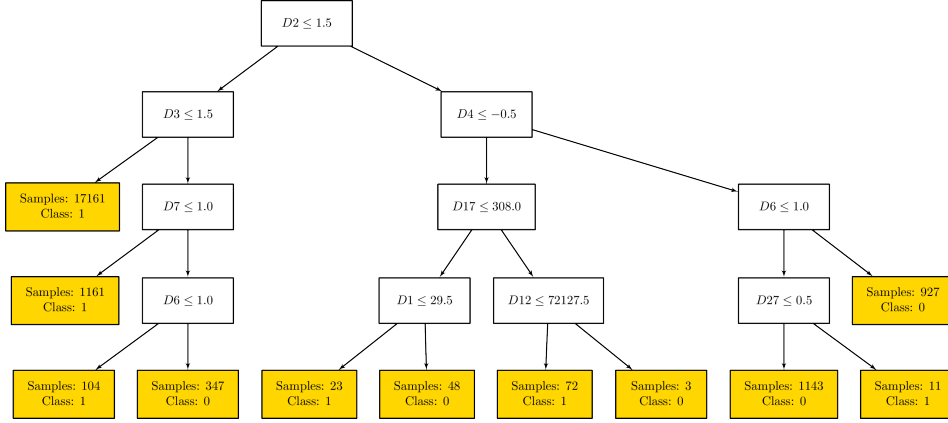 D2 ≤ 1.5
D3 ≤ 1.5
D4 ≤ −0.5
Samples: 17161
Class: 1
D7 ≤ 1.0
D17 ≤ 308.0
D6 ≤ 1.0
Samples: 1161
Class: 1
D6 ≤ 1.0
D1 ≤ 29.5
D12 ≤ 72127.5
D27 ≤ 0.5
Samples: 927
Class: 0
Samples: 104
Class: 1
Samples: 347
Class: 0
Samples: 23
Class: 1
Samples: 48
Class: 0
Samples: 72
Class: 1
Samples: 3
Class: 0
Samples: 1143
Class: 0
Samples: 11
Class: 1